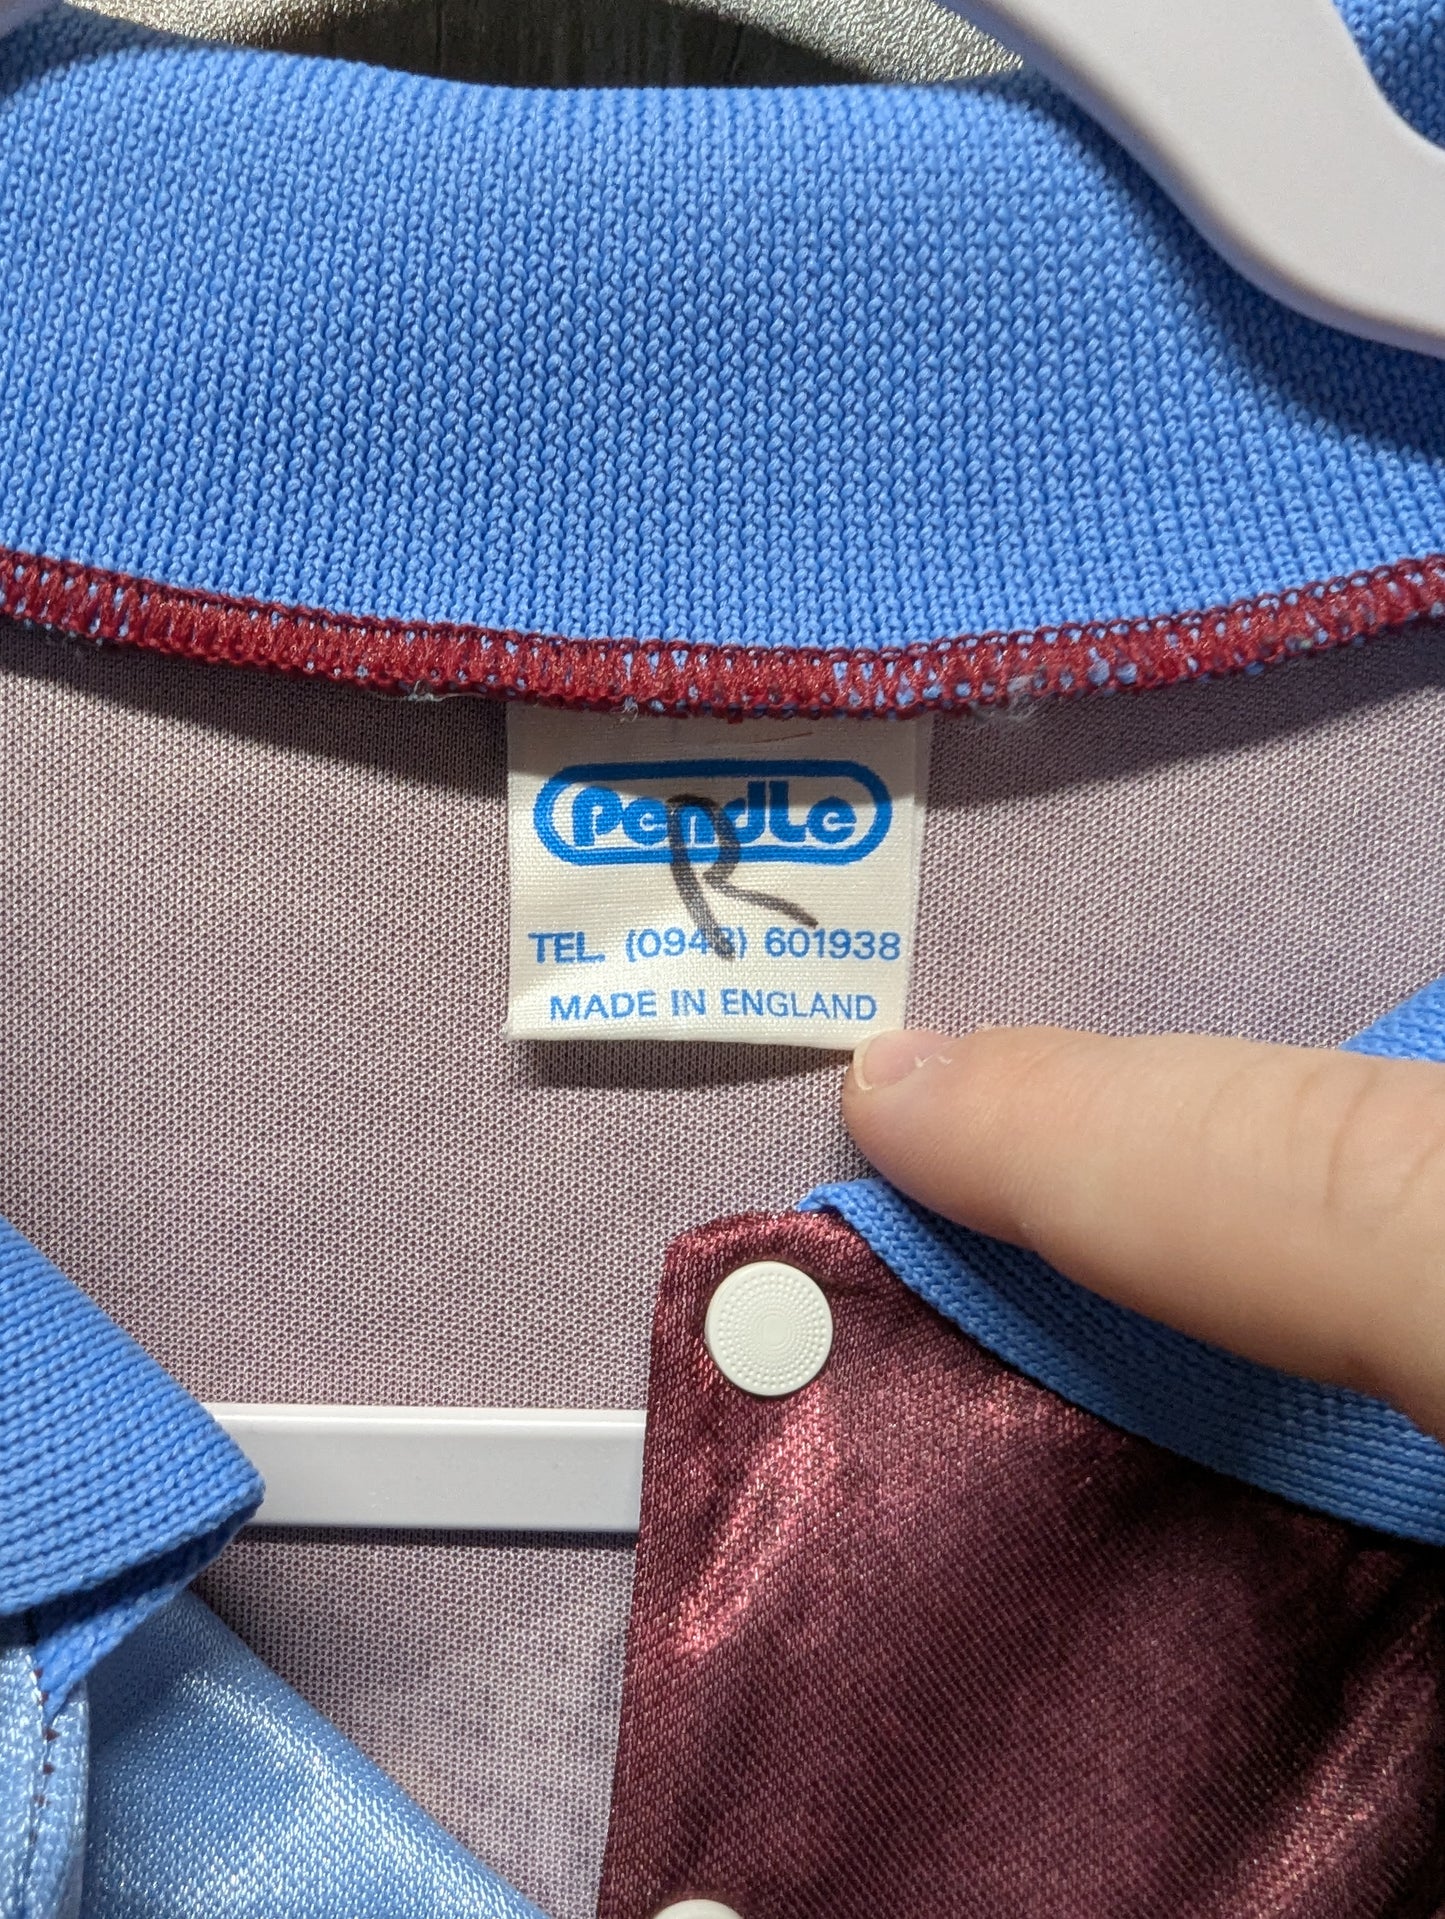 Pendle
R
TEL. (0943) 601938
MADE IN ENGLAND